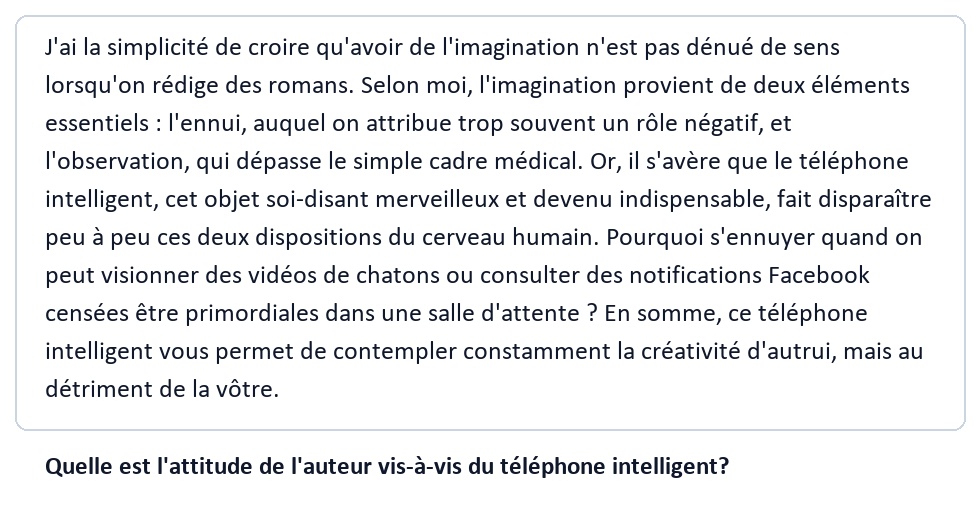 J'ai la simplicité de croire qu'avoir de l'imagination n'est pas dénué de sens
lorsqu'on rédige des romans. Selon moi, l'imagination provient de deux éléments
essentiels : l'ennui, auquel on attribue trop souvent un rôle négatif, et
l'observation, qui dépasse le simple cadre médical. Or, il s'avère que le téléphone
intelligent, cet objet soi-disant merveilleux et devenu indispensable, fait disparaître
peu à peu ces deux dispositions du cerveau humain. Pourquoi s'ennuyer quand on
peut visionner des vidéos de chatons ou consulter des notifications Facebook
censées être primordiales dans une salle d'attente ? En somme, ce téléphone
intelligent vous permet de contempler constamment la créativité d'autrui, mais au
détriment de la vôtre.
Quelle est l'attitude de l'auteur vis-à-vis du téléphone intelligent?